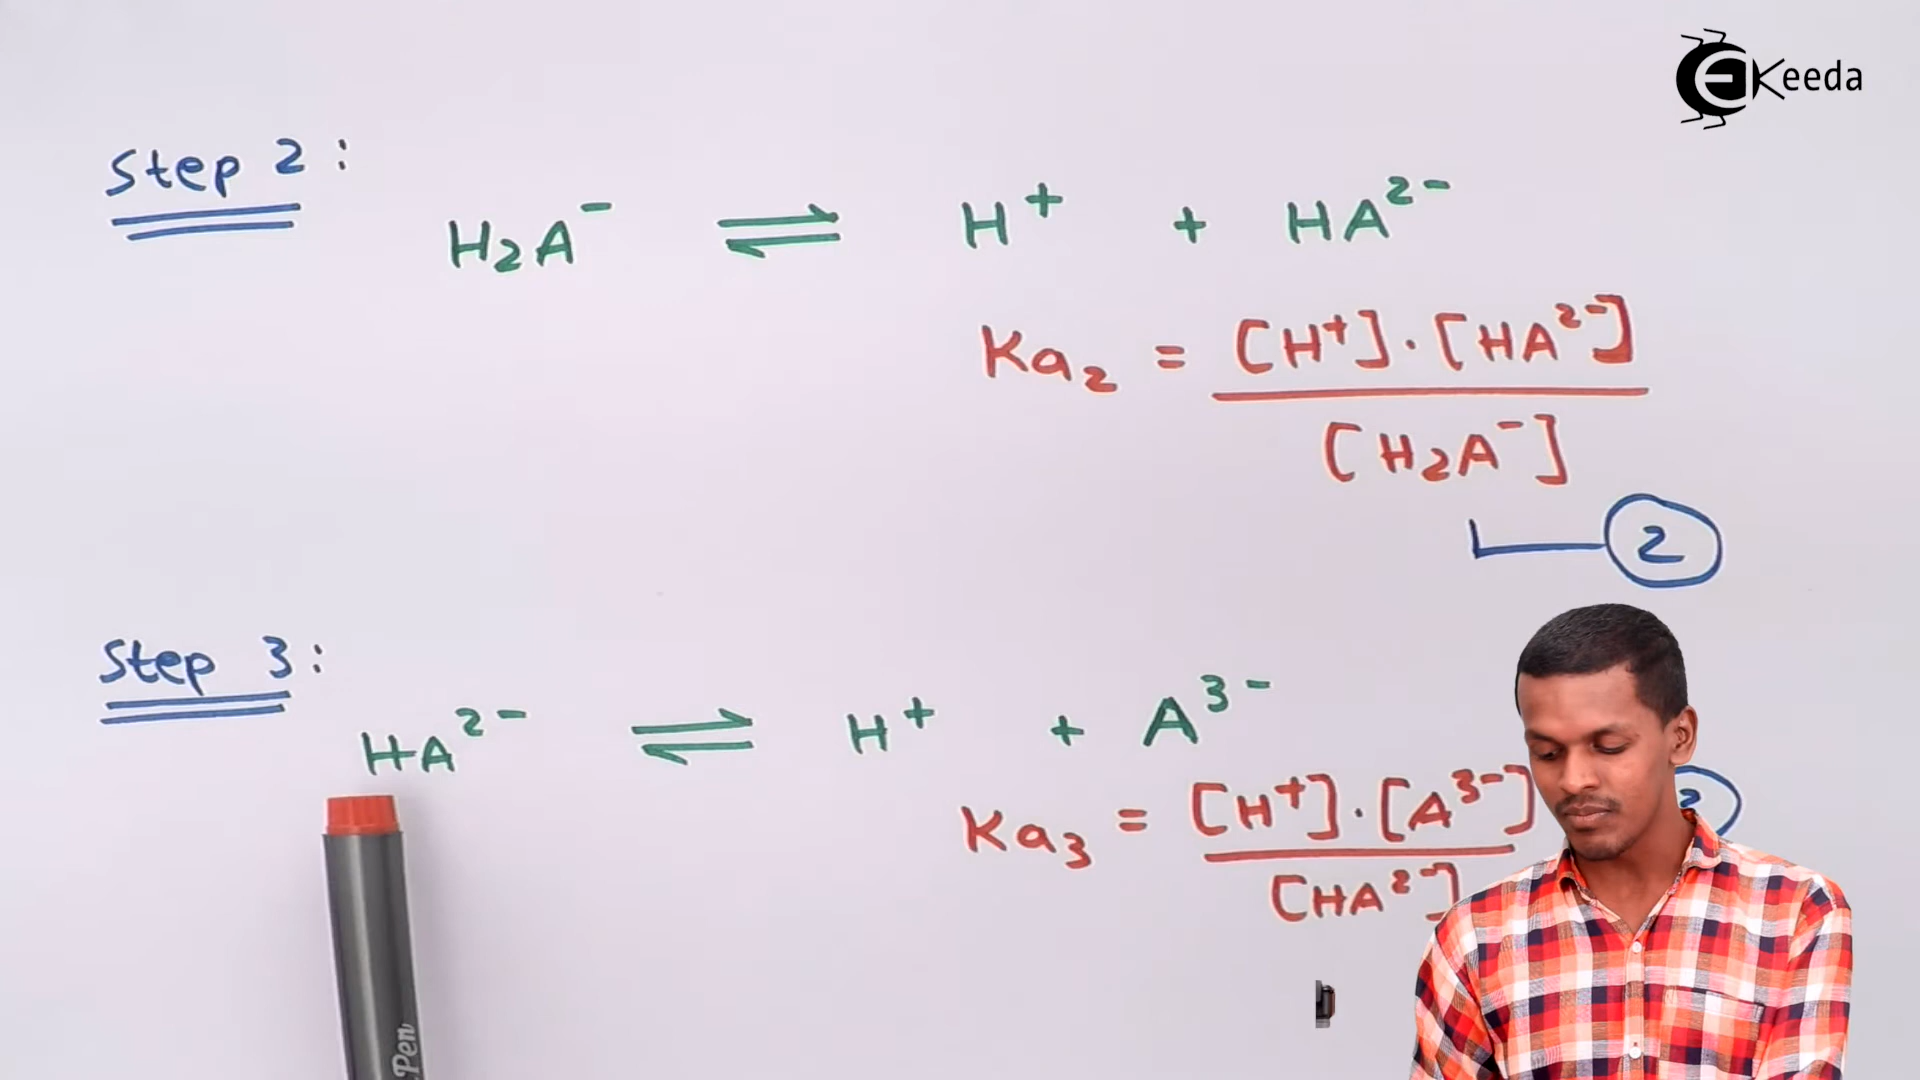 eKeeda
Step 2:
H₂A⁻ ⇌ H⁺ + HA²⁻
Ka₂ = [H⁺]·[HA²⁻]
[H₂A⁻]
2
Step 3:
HA²⁻ ⇌ H⁺ + A³⁻
Ka₃ = [H⁺]·[A³⁻]
[HA²⁻]
Pen